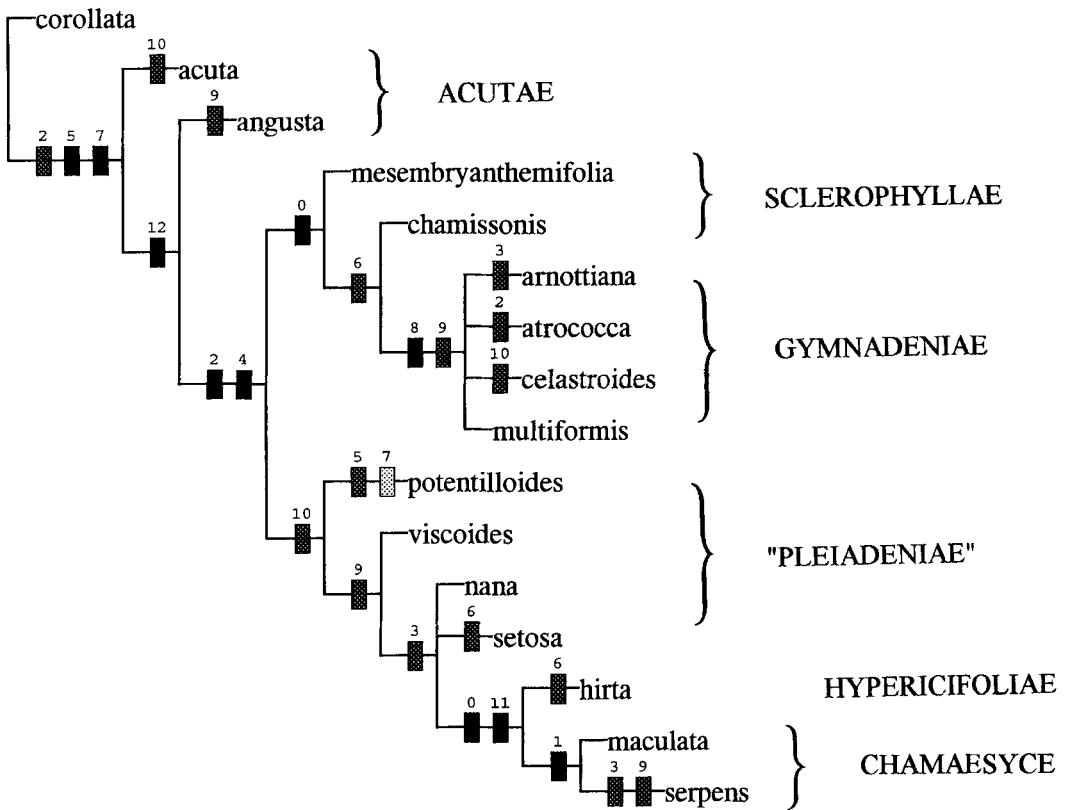 corollata
10
acuta
ACUTAE
9
angusta
2 5 7
mesembryanthemifolia
SCLEROPHYLLAE
0
chamissonis
12
3
6
arnottiana
2
atrococca
GYMNADENIAE
8 9
10
celastroides
2 4
multiformis
5 7
potentilloides
10
viscoides
"PLEIADENIAE"
9
nana
6
3
setosa
6
hirta
HYPERICIFOLIAE
0 11
maculata
1
CHAMAESYCE
3 9
serpens